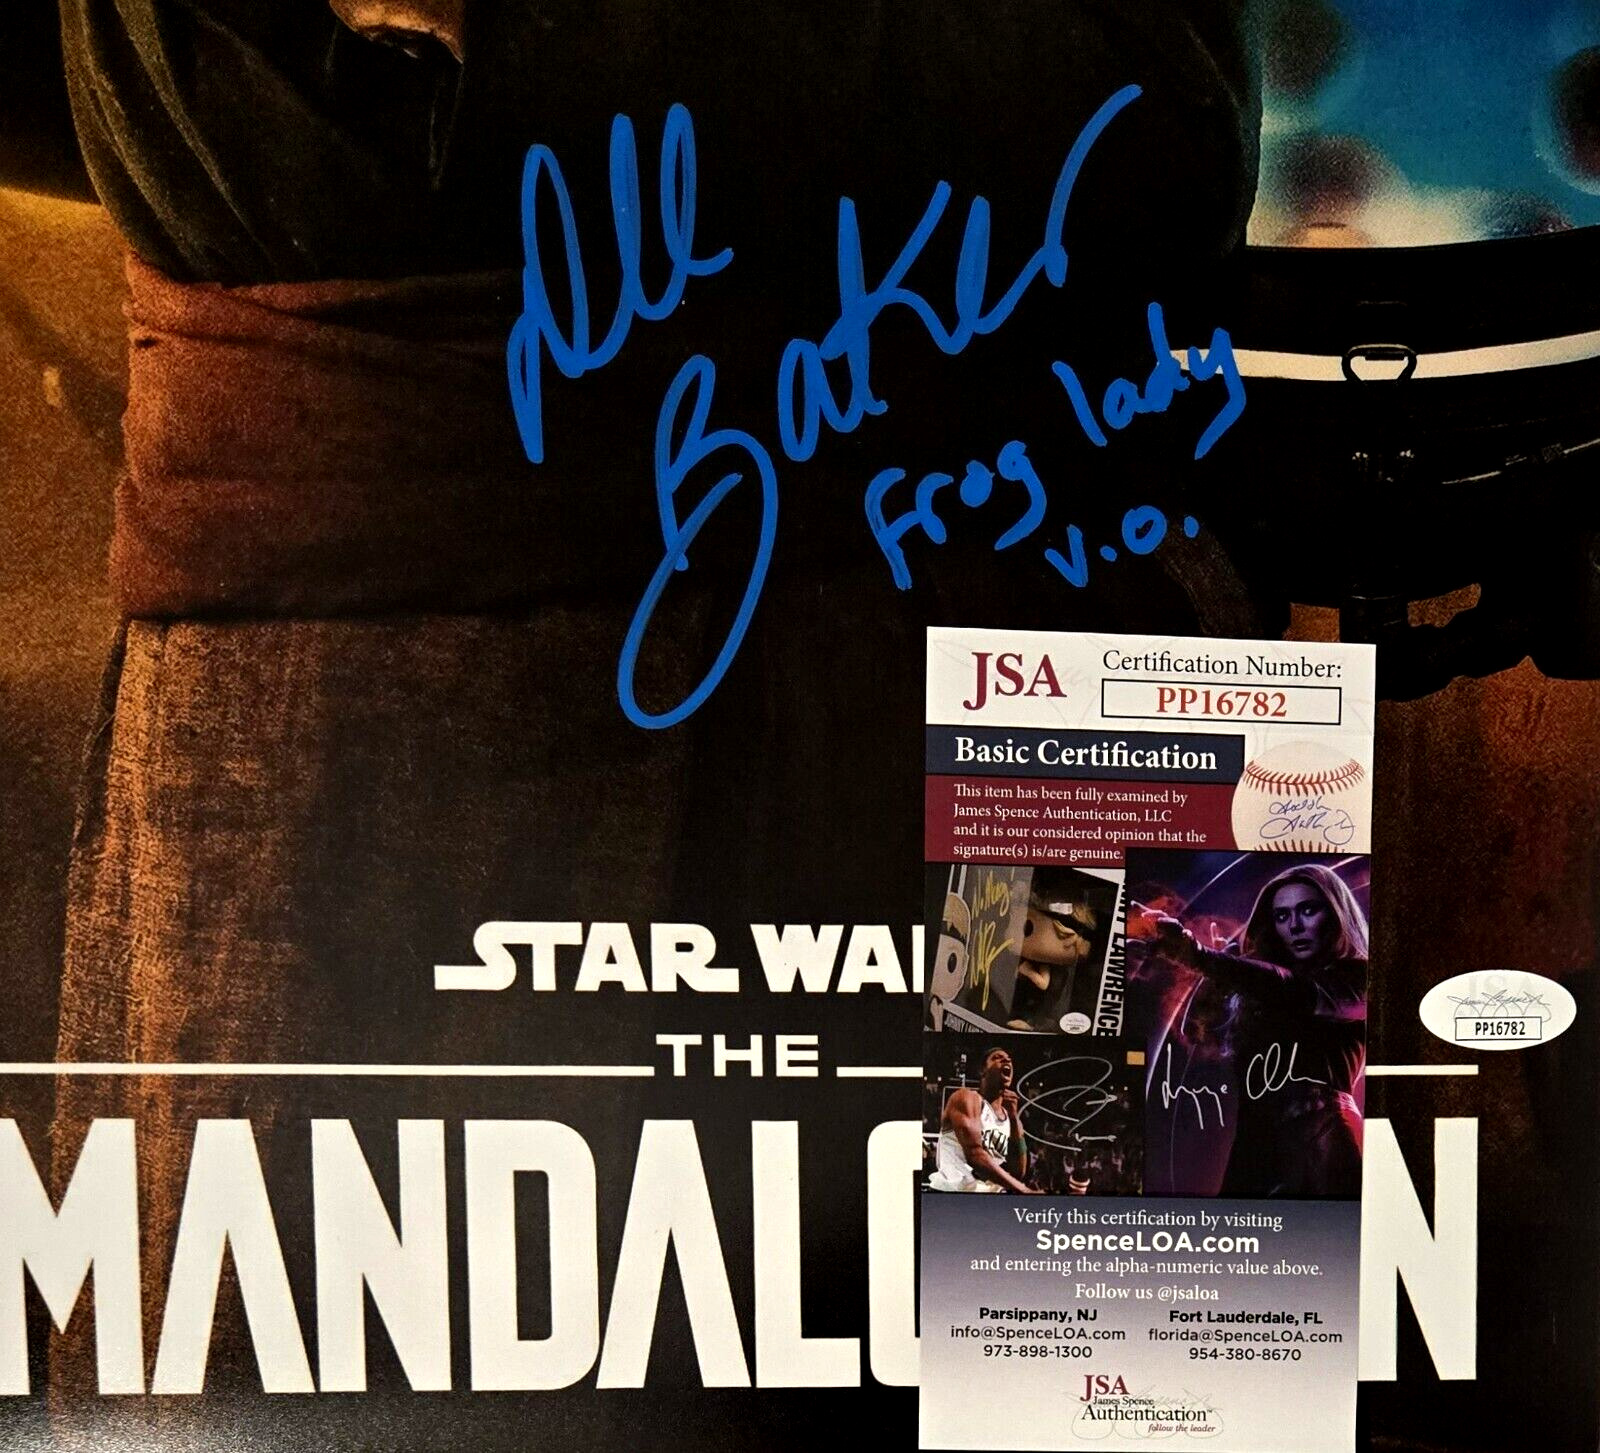 Dee
Baker
Frog lady
v.o.
JSA
Certification Number:
PP16782
Basic Certification
This item has been fully examined by
James Spence Authentication, LLC
and it is our considered opinion that the
signature(s) is/are genuine.
STAR WA
THE
MANDALO N
PP16782
CELTI
LAWRENCE
Verify this certification by visiting
SpenceLOA.com
and entering the alpha-numeric value above.
Follow us @jsaloa
Parsippany, NJ
info@SpenceLOA.com
973-898-1300
Fort Lauderdale, FL
florida@SpenceLOA.com
954-380-8670
JSA
James Spence
Authentication™
follow the leader